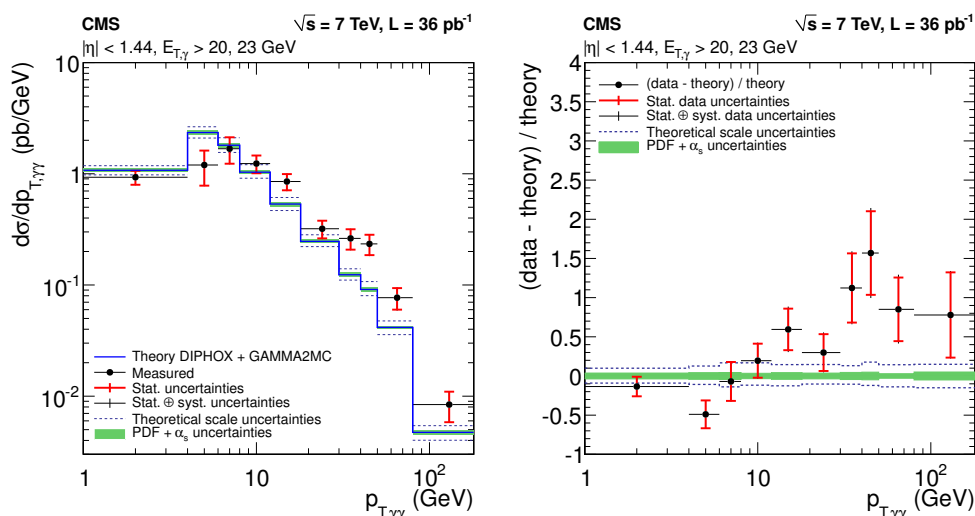 CMS √s = 7 TeV, L = 36 pb⁻¹
|η| < 1.44, E_T,γ > 20, 23 GeV
dσ/dp_T,γγ (pb/GeV)
10
1
10⁻¹
10⁻²
Theory DIPHOX + GAMMA2MC
Measured
Stat. uncertainties
Stat. ⊕ syst. uncertainties
Theoretical scale uncertainties
PDF + α_s uncertainties
1 10 10²
p_T,γγ (GeV)
CMS √s = 7 TeV, L = 36 pb⁻¹
|η| < 1.44, E_T,γ > 20, 23 GeV
(data - theory) / theory
4
3.5
3
2.5
2
1.5
1
0.5
0
-0.5
-1
(data - theory) / theory
Stat. data uncertainties
Stat. ⊕ syst. data uncertainties
Theoretical scale uncertainties
PDF + α_s uncertainties
1 10 10²
p_T,γγ (GeV)